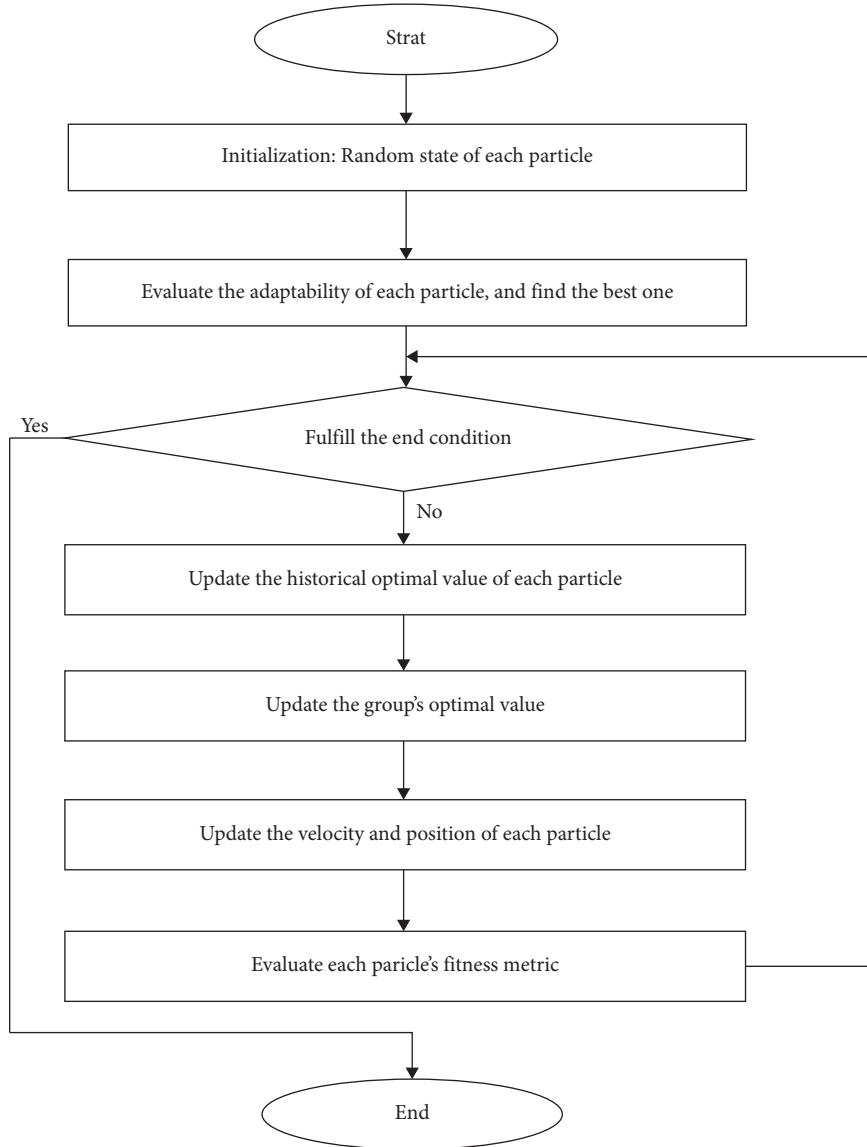 Strat
Initialization: Random state of each particle
Evaluate the adaptability of each particle, and find the best one
Yes
Fulfill the end condition
No
Update the historical optimal value of each particle
Update the group's optimal value
Update the velocity and position of each particle
Evaluate each paricle's fitness metric
End